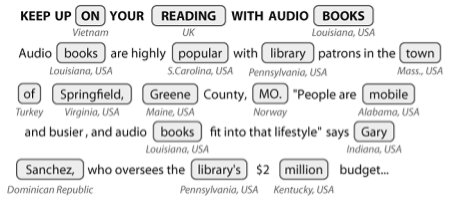 KEEP UP ON YOUR READING WITH AUDIO BOOKS
Vietnam UK Louisiana, USA
Audio books are highly popular with library patrons in the town
Louisiana, USA S.Carolina, USA Pennsylvania, USA Mass., USA
of Springfield, Greene County, MO. "People are mobile
Turkey Virginia, USA Maine, USA Norway Alabama, USA
and busier, and audio books fit into that lifestyle" says Gary
Louisiana, USA Indiana, USA
Sanchez, who oversees the library's $2 million budget...
Dominican Republic Pennsylvania, USA Kentucky, USA